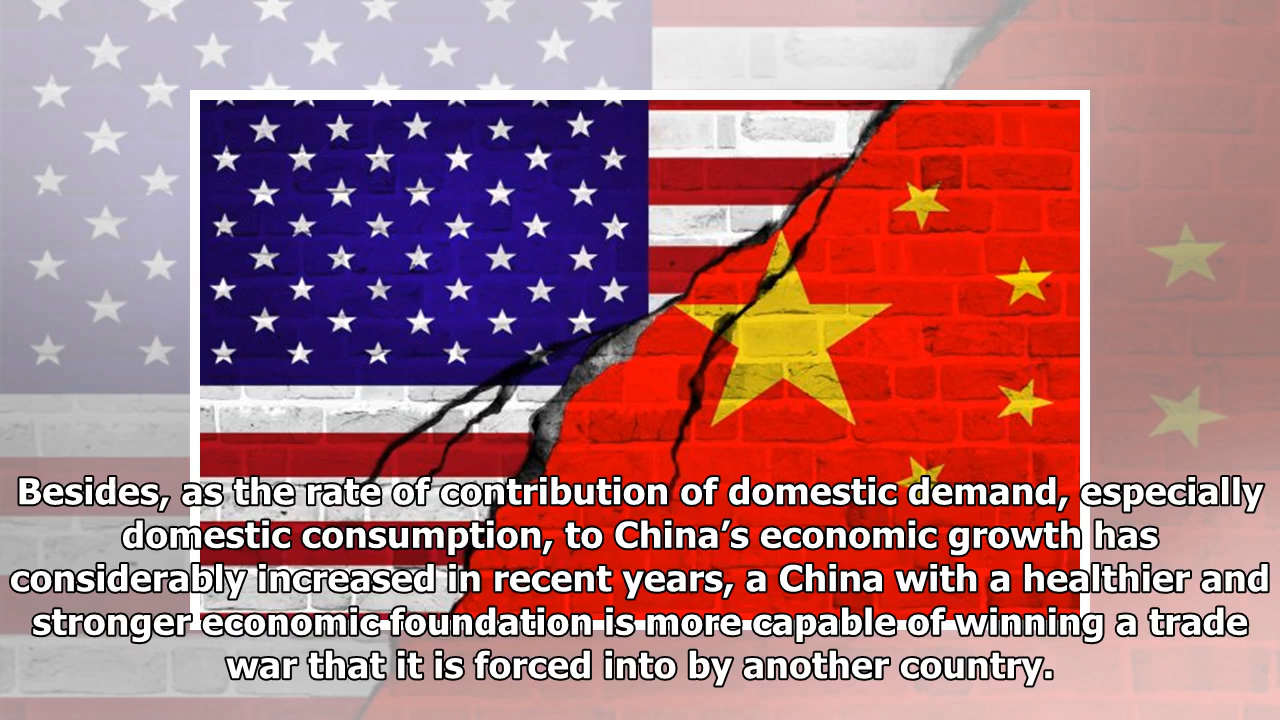 Besides, as the rate of contribution of domestic demand, especially
domestic consumption, to China’s economic growth has
considerably increased in recent years, a China with a healthier and
stronger economic foundation is more capable of winning a trade
war that it is forced into by another country.